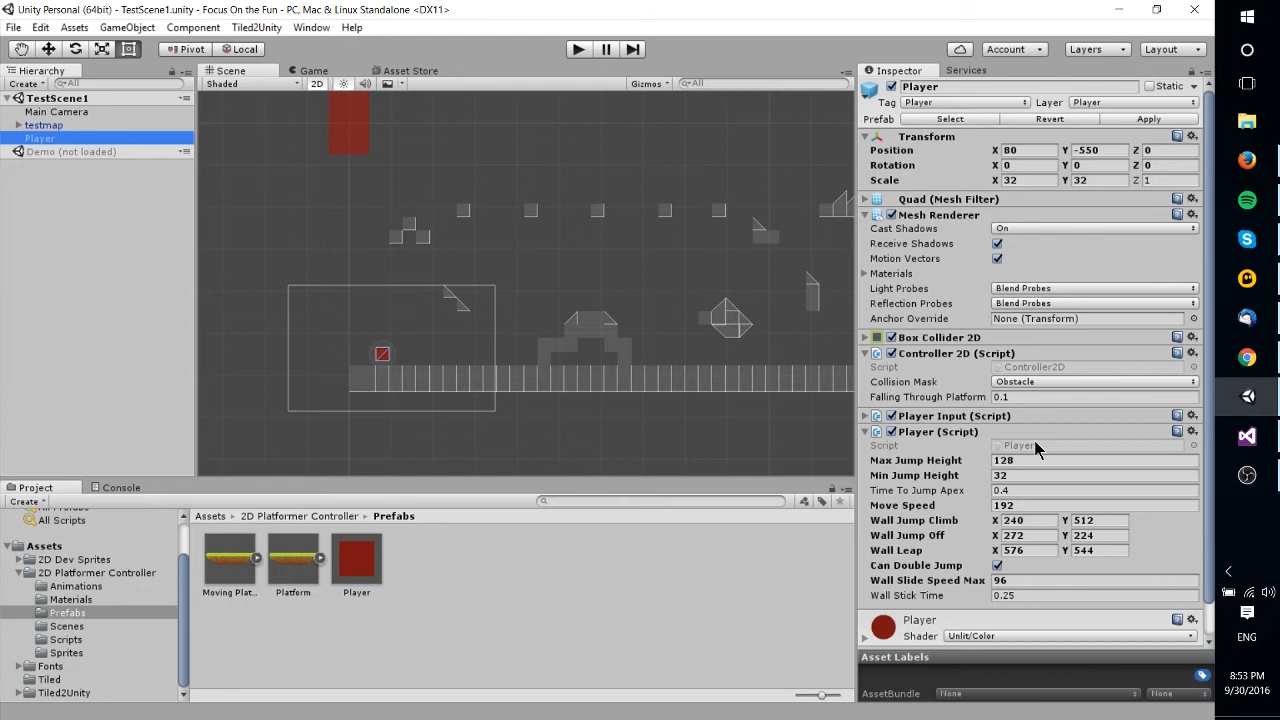 Unity Personal (64bit) - TestScene1.unity - Focus On the Fun - PC, Mac & Linux Standalone <DX11>
File Edit Assets GameObject Component Tiled2Unity Window Help
Pivot Local Account Layers Layout
Hierarchy
Create All
TestScene1
Main Camera
testmap
Player
Demo (not loaded)
Scene Game Asset Store
Shaded 2D Gizmos All
Inspector Services
Player Static
Tag Player Layer Player
Prefab Select Revert Apply
Transform
Position X 80 Y -550 Z 0
Rotation X 0 Y 0 Z 0
Scale X 32 Y 32 Z 1
Quad (Mesh Filter)
Mesh Renderer
Cast Shadows On
Receive Shadows
Motion Vectors
Materials
Light Probes Blend Probes
Reflection Probes Blend Probes
Anchor Override None (Transform)
Box Collider 2D
Controller 2D (Script)
Script Controller2D
Collision Mask Obstacle
Falling Through Platform 0.1
Player Input (Script)
Player (Script)
Script Player
Max Jump Height 128
Min Jump Height 32
Time To Jump Apex 0.4
Move Speed 192
Wall Jump Climb X 240 Y 512
Wall Jump Off X 272 Y 224
Wall Leap X 576 Y 544
Can Double Jump
Wall Slide Speed Max 96
Wall Stick Time 0.25
Player
Shader Unlit/Color
Asset Labels
AssetBundle None None
Project Console
Create
All Scripts
Assets
2D Dev Sprites
2D Platformer Controller
Animations
Materials
Prefabs
Scenes
Scripts
Sprites
Fonts
Tiled
Tiled2Unity
Assets 2D Platformer Controller Prefabs
Moving Plat... Platform Player
ENG
8:53 PM
9/30/2016